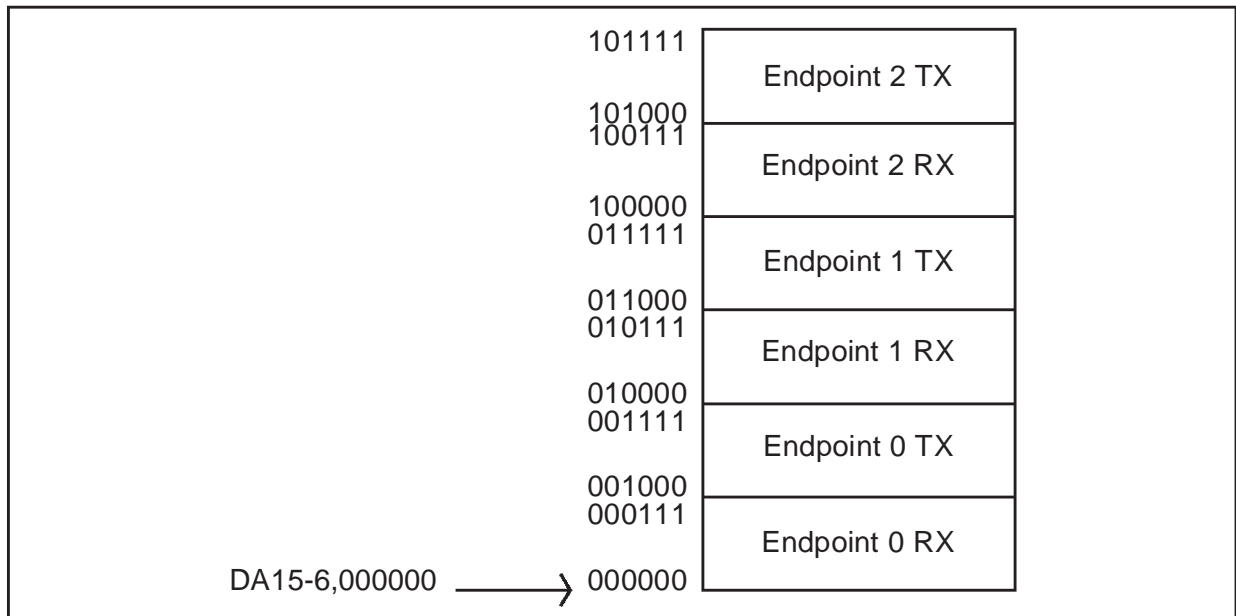 101111
Endpoint 2 TX
101000
100111
Endpoint 2 RX
100000
011111
Endpoint 1 TX
011000
010111
Endpoint 1 RX
010000
001111
Endpoint 0 TX
001000
000111
Endpoint 0 RX
DA15-6,000000 000000